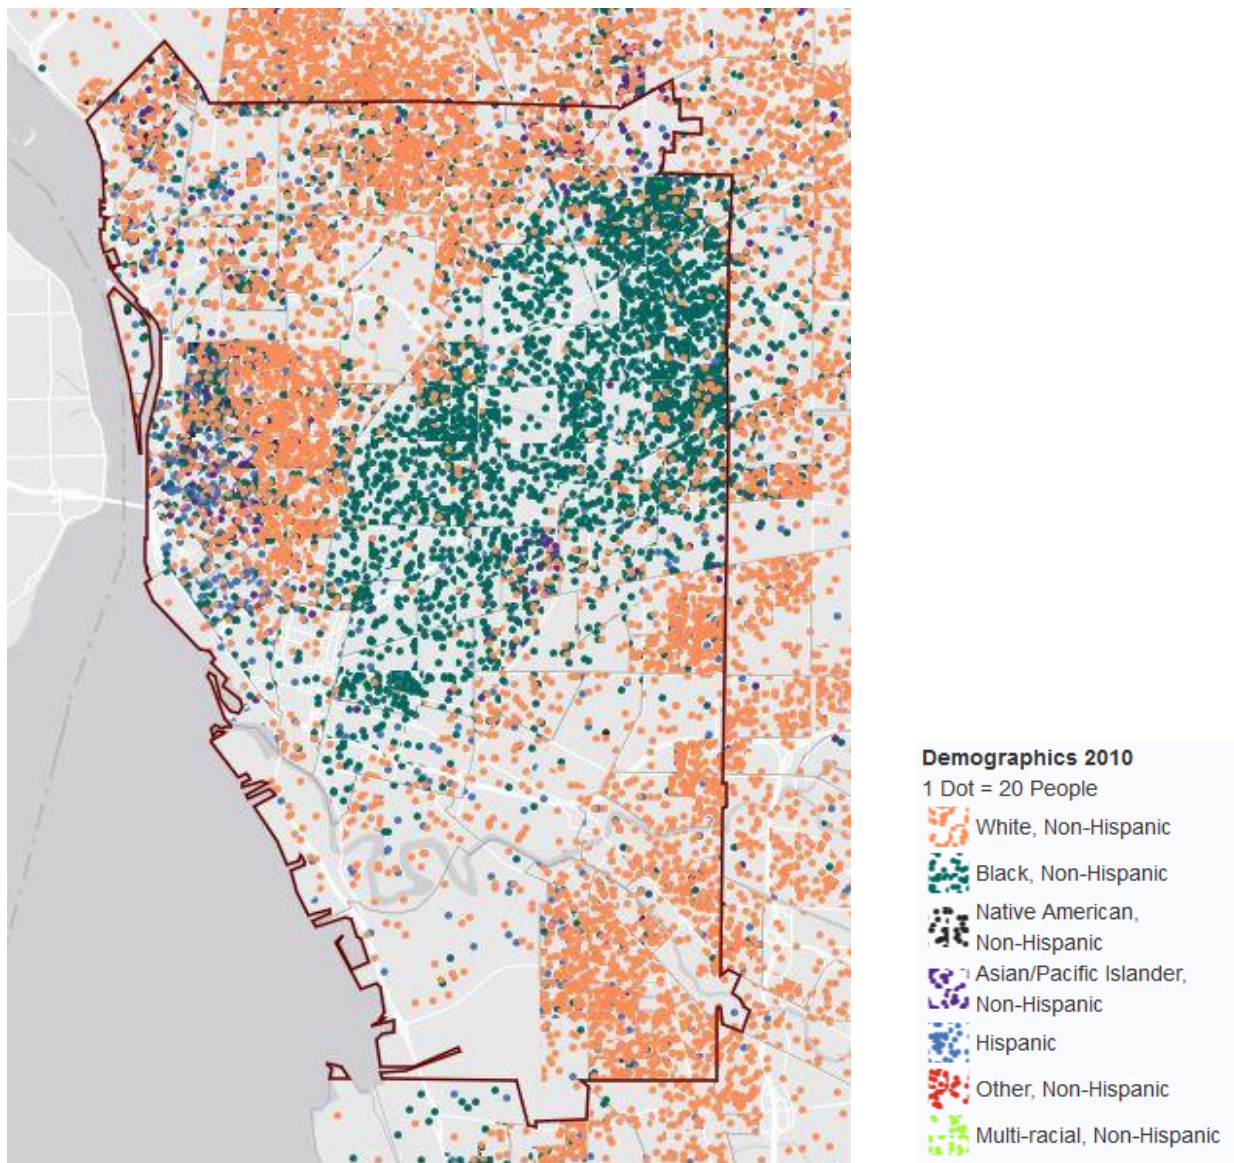 Demographics 2010
1 Dot = 20 People
White, Non-Hispanic
Black, Non-Hispanic
Native American,
Non-Hispanic
Asian/Pacific Islander,
Non-Hispanic
Hispanic
Other, Non-Hispanic
Multi-racial, Non-Hispanic